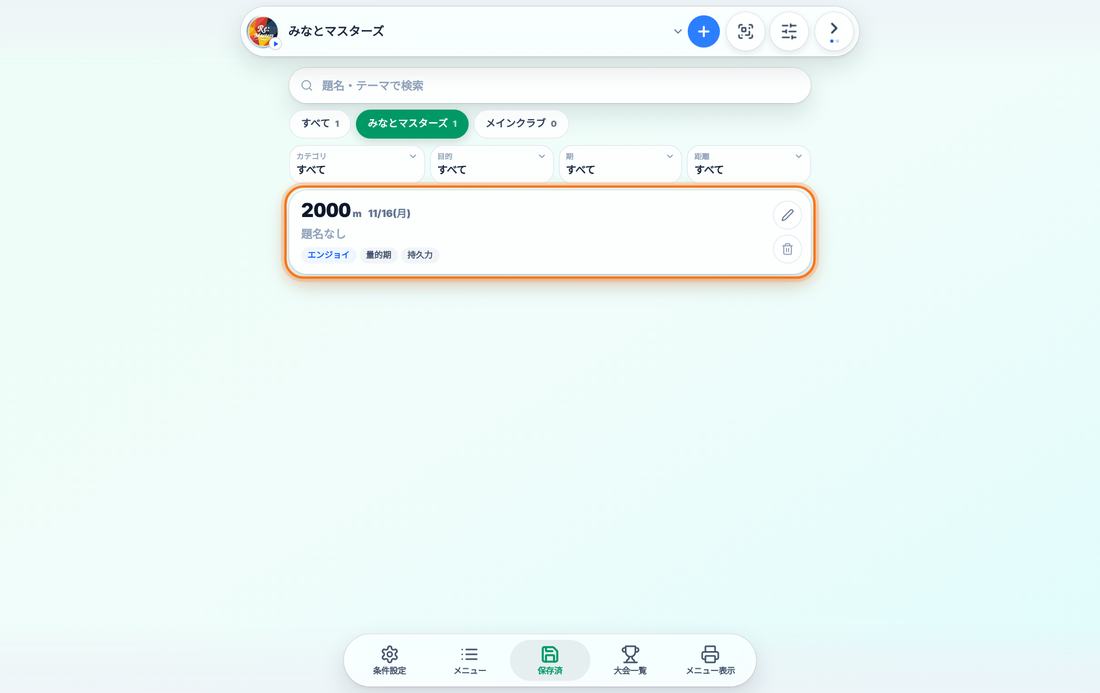 みなとマスターズ
題名・テーマで検索
すべて 1 みなとマスターズ 1 メインクラブ 0
カテゴリ 目的 期 距離
すべて すべて すべて すべて
2000 m 11/16(月)
題名なし
エンジョイ 量的期 持久力
条件設定 メニュー 保存済 大会一覧 メニュー表示